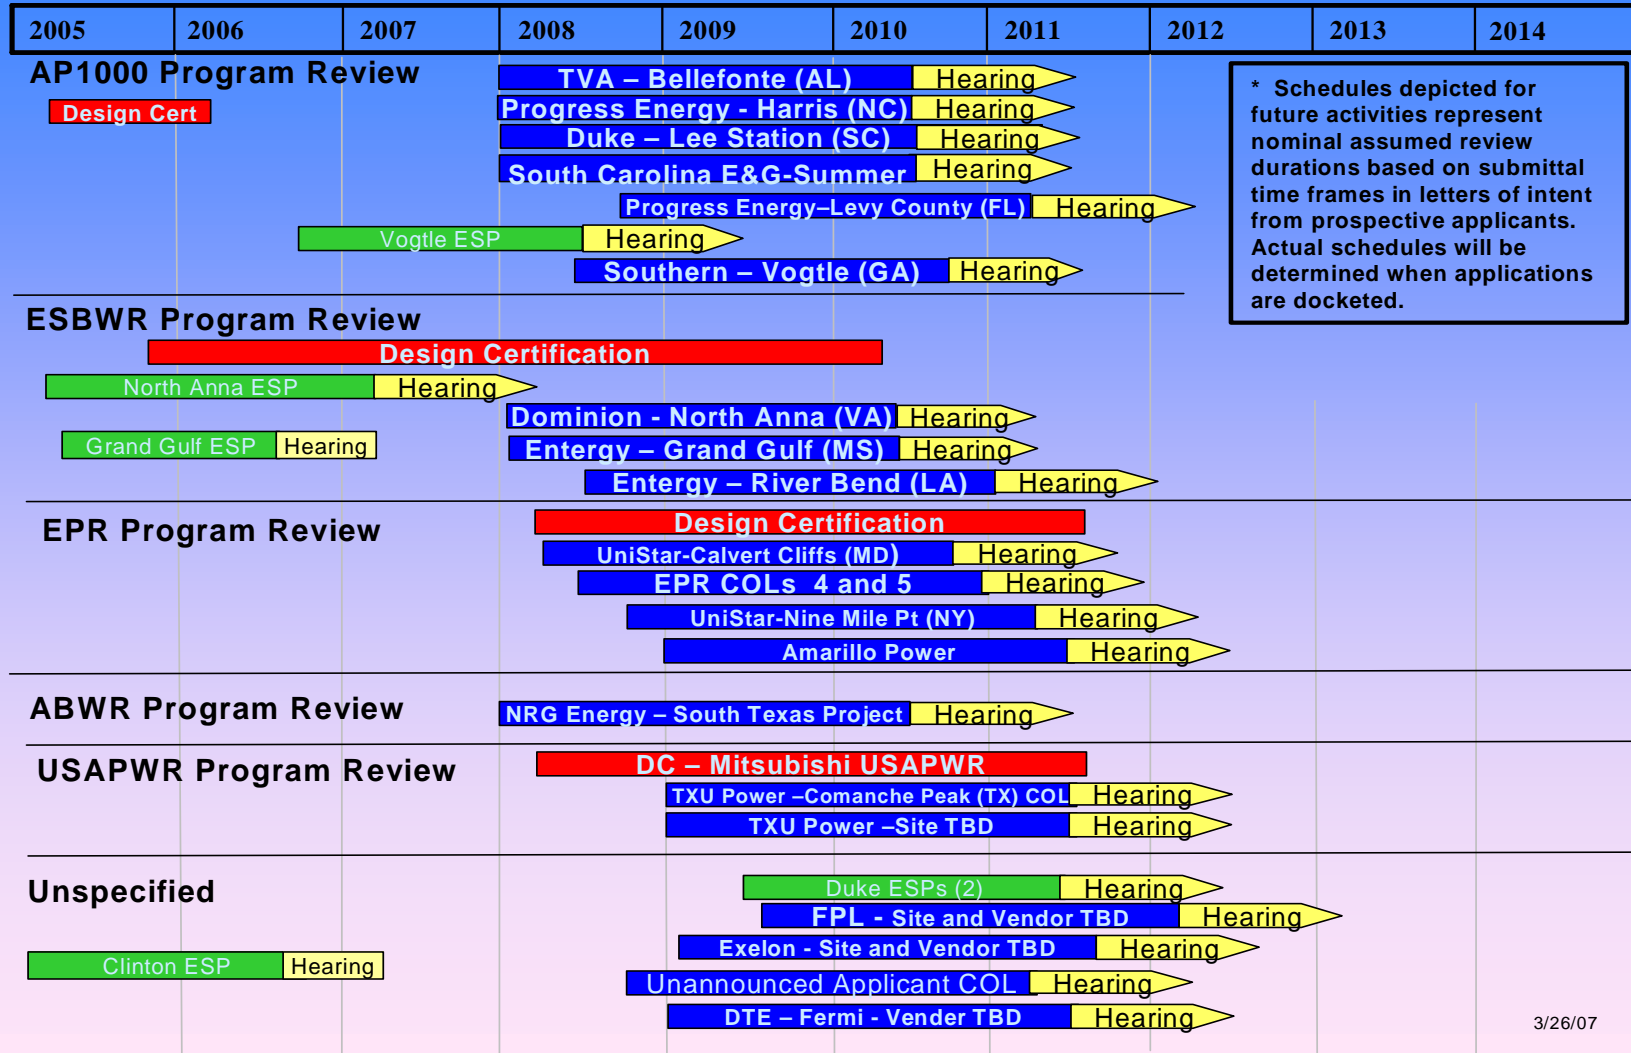 2005 2006 2007 2008 2009 2010 2011 2012 2013 2014
AP1000 Program Review
TVA – Bellefonte (AL) Hearing
Design Cert
Progress Energy - Harris (NC) Hearing
Duke – Lee Station (SC) Hearing
South Carolina E&G-Summer Hearing
Progress Energy–Levy County (FL) Hearing
Vogtle ESP Hearing
Southern – Vogtle (GA) Hearing
* Schedules depicted for
future activities represent
nominal assumed review
durations based on submittal
time frames in letters of intent
from prospective applicants.
Actual schedules will be
determined when applications
are docketed.
ESBWR Program Review
Design Certification
North Anna ESP Hearing
Dominion - North Anna (VA) Hearing
Grand Gulf ESP Hearing
Entergy – Grand Gulf (MS) Hearing
Entergy – River Bend (LA) Hearing
EPR Program Review
Design Certification
UniStar-Calvert Cliffs (MD) Hearing
EPR COLs 4 and 5 Hearing
UniStar-Nine Mile Pt (NY) Hearing
Amarillo Power Hearing
ABWR Program Review
NRG Energy – South Texas Project Hearing
USAPWR Program Review
DC – Mitsubishi USAPWR
TXU Power –Comanche Peak (TX) COL Hearing
TXU Power –Site TBD Hearing
Unspecified
Duke ESPs (2) Hearing
FPL - Site and Vendor TBD Hearing
Exelon - Site and Vendor TBD Hearing
Clinton ESP Hearing
Unannounced Applicant COL Hearing
DTE – Fermi - Vender TBD Hearing
3/26/07